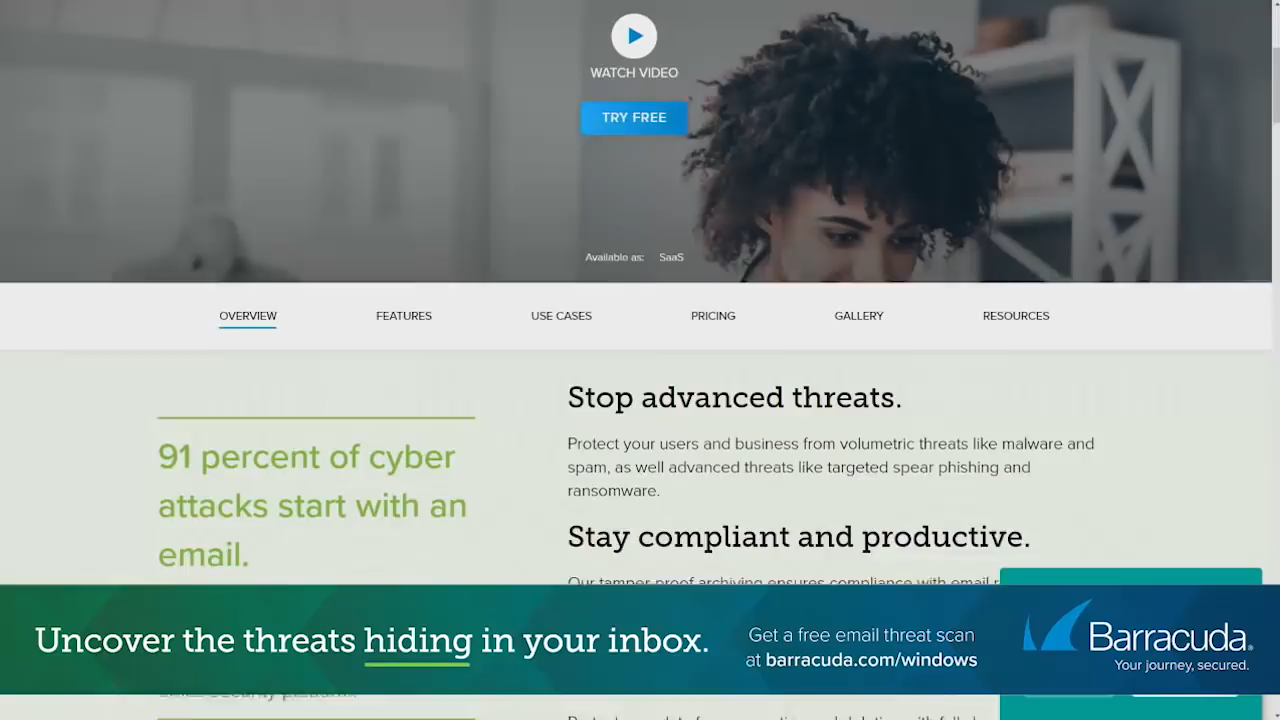 WATCH VIDEO
TRY FREE
Available as: SaaS
OVERVIEW FEATURES USE CASES PRICING GALLERY RESOURCES
91 percent of cyber
attacks start with an
email.
Stop advanced threats.
Protect your users and business from volumetric threats like malware and
spam, as well advanced threats like targeted spear phishing and
ransomware.
Stay compliant and productive.
Our tamper-proof archiving ensures compliance with email
Uncover the threats hiding in your inbox.
Get a free email threat scan
at barracuda.com/windows
Barracuda®
Your journey, secured.